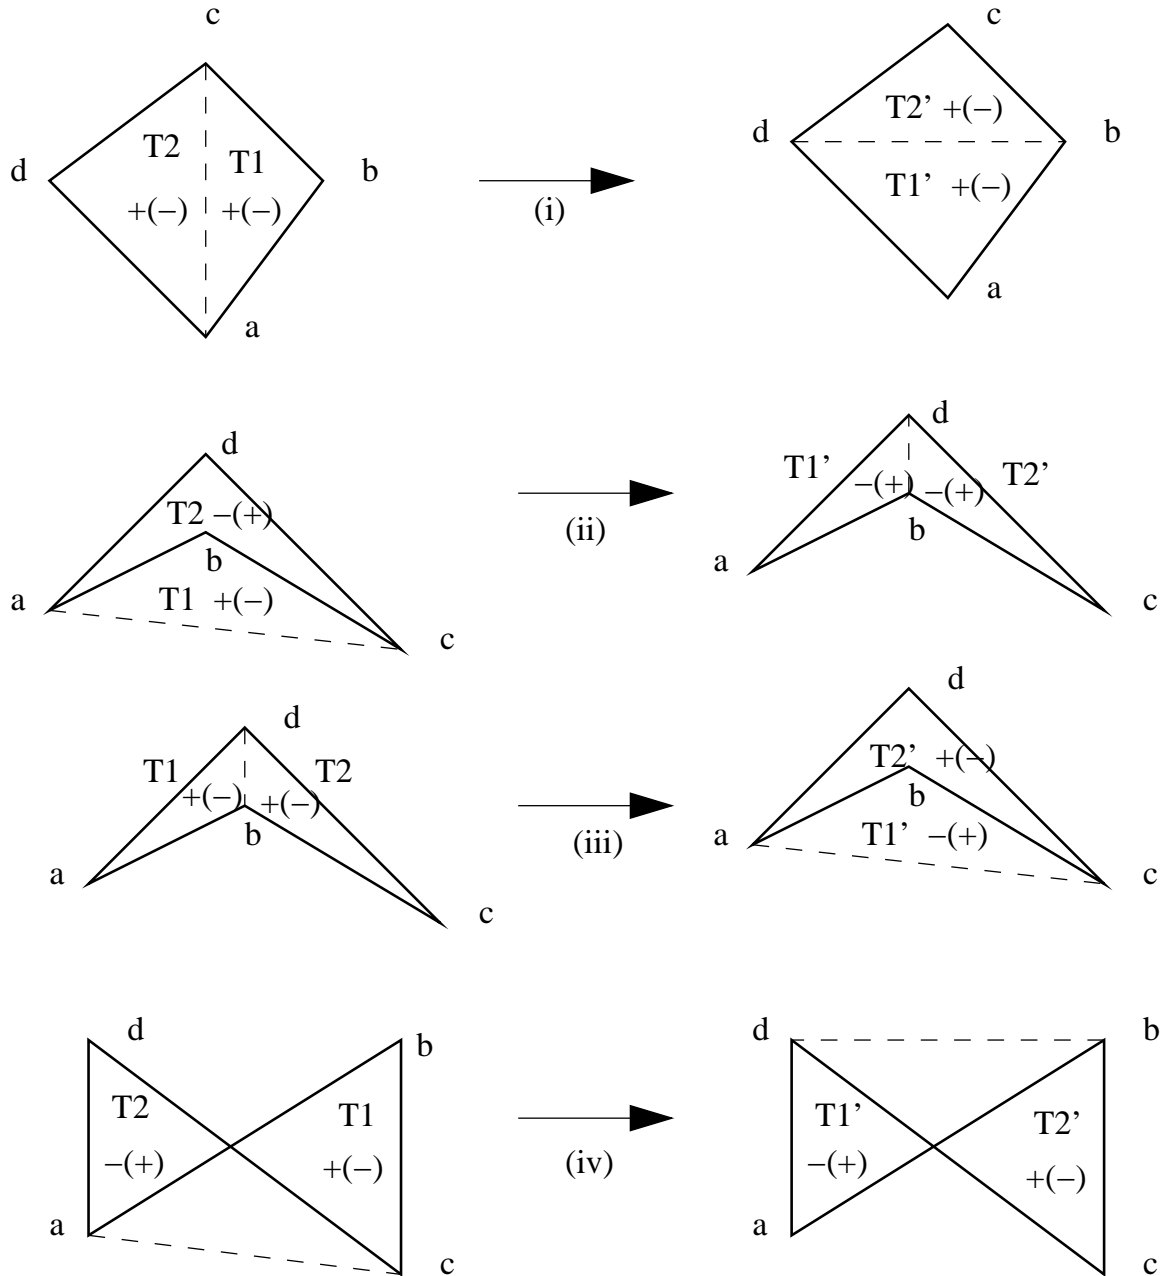 c
c
T2’ +(−)
d
b
T2
T1
d
b
T1’ +(−)
+(−)
+(−)
(i)
a
a
d
d
T1’
T2’
−(+)
−(+)
T2 −(+)
(ii)
b
b
a
T1 +(−)
a
c
c
d
d
T1
T2
T2’ +(−)
+(−)
+(−)
b
b
(iii)
T1’ −(+)
a
a
c
c
d
b
d
b
T2
T1
T1’
T2’
−(+)
+(−)
(iv)
−(+)
+(−)
a
a
c
c